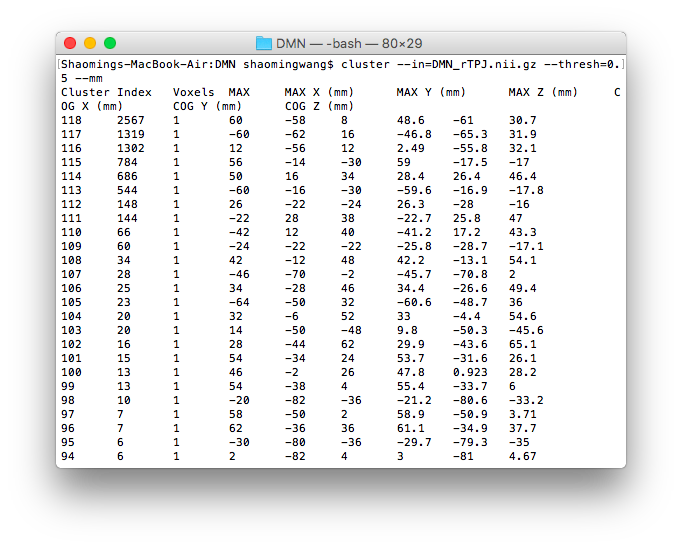 DMN — -bash — 80×29
[Shaomings-MacBook-Air:DMN shaomingwang$ cluster --in=DMN_rTPJ.nii.gz --thresh=0.]
5 --mm
Cluster Index Voxels MAX MAX X (mm) MAX Y (mm) MAX Z (mm) C
OG X (mm) COG Y (mm) COG Z (mm)
118 2567 1 60 -58 8 48.6 -61 30.7
117 1319 1 -60 -62 16 -46.8 -65.3 31.9
116 1302 1 12 -56 12 2.49 -55.8 32.1
115 784 1 56 -14 -30 59 -17.5 -17
114 686 1 50 16 34 28.4 26.4 46.4
113 544 1 -60 -16 -30 -59.6 -16.9 -17.8
112 148 1 26 -22 -24 26.3 -28 -16
111 144 1 -22 28 38 -22.7 25.8 47
110 66 1 -42 12 40 -41.2 17.2 43.3
109 60 1 -24 -22 -22 -25.8 -28.7 -17.1
108 34 1 42 -12 48 42.2 -13.1 54.1
107 28 1 -46 -70 -2 -45.7 -70.8 2
106 25 1 34 -28 46 34.4 -26.6 49.4
105 23 1 -64 -50 32 -60.6 -48.7 36
104 20 1 32 -6 52 33 -4.4 54.6
103 20 1 14 -50 -48 9.8 -50.3 -45.6
102 16 1 28 -44 62 29.9 -43.6 65.1
101 15 1 54 -34 24 53.7 -31.6 26.1
100 13 1 46 -2 26 47.8 0.923 28.2
99 13 1 54 -38 4 55.4 -33.7 6
98 10 1 -20 -82 -36 -21.2 -80.6 -33.2
97 7 1 58 -50 2 58.9 -50.9 3.71
96 7 1 62 -36 36 61.1 -34.9 37.7
95 6 1 -30 -80 -36 -29.7 -79.3 -35
94 6 1 2 -82 4 3 -81 4.67